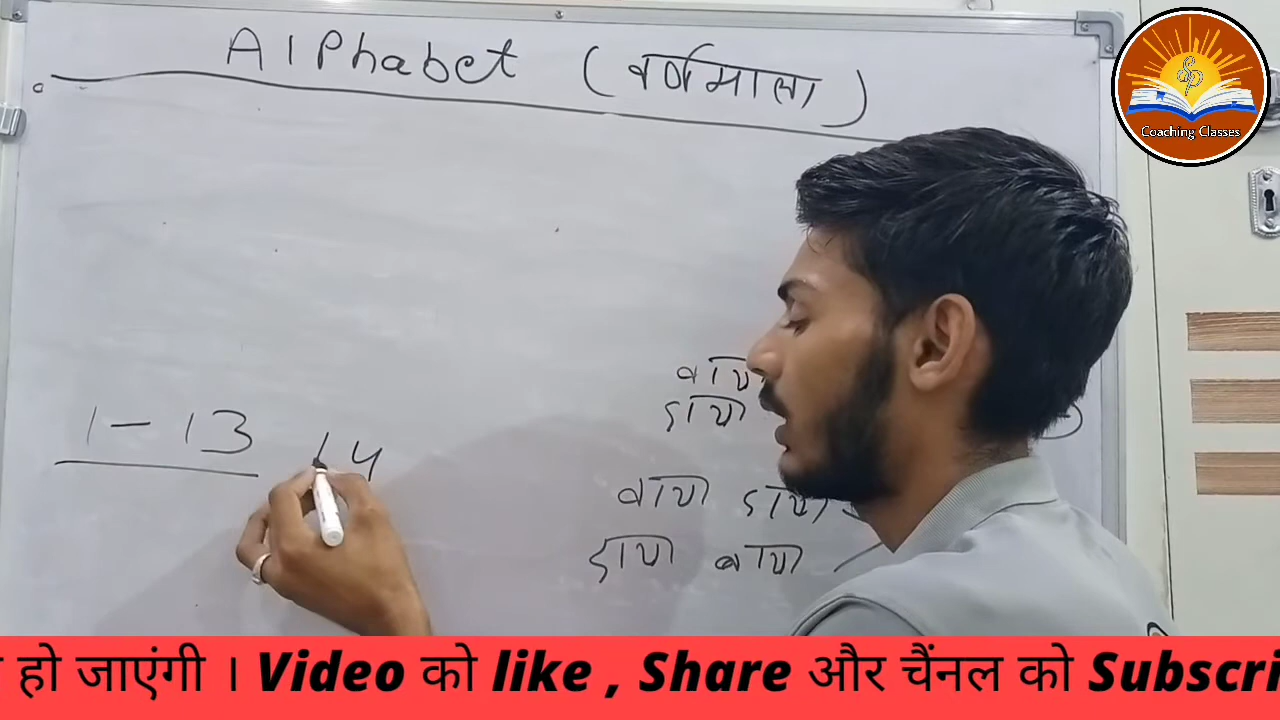 Alphabet (वर्णमाला)
Coaching Classes
1 - 13 14
बायां दायां
दायां बायां
हो जाएंगी । Video को like , Share और चैंनल को Subscri